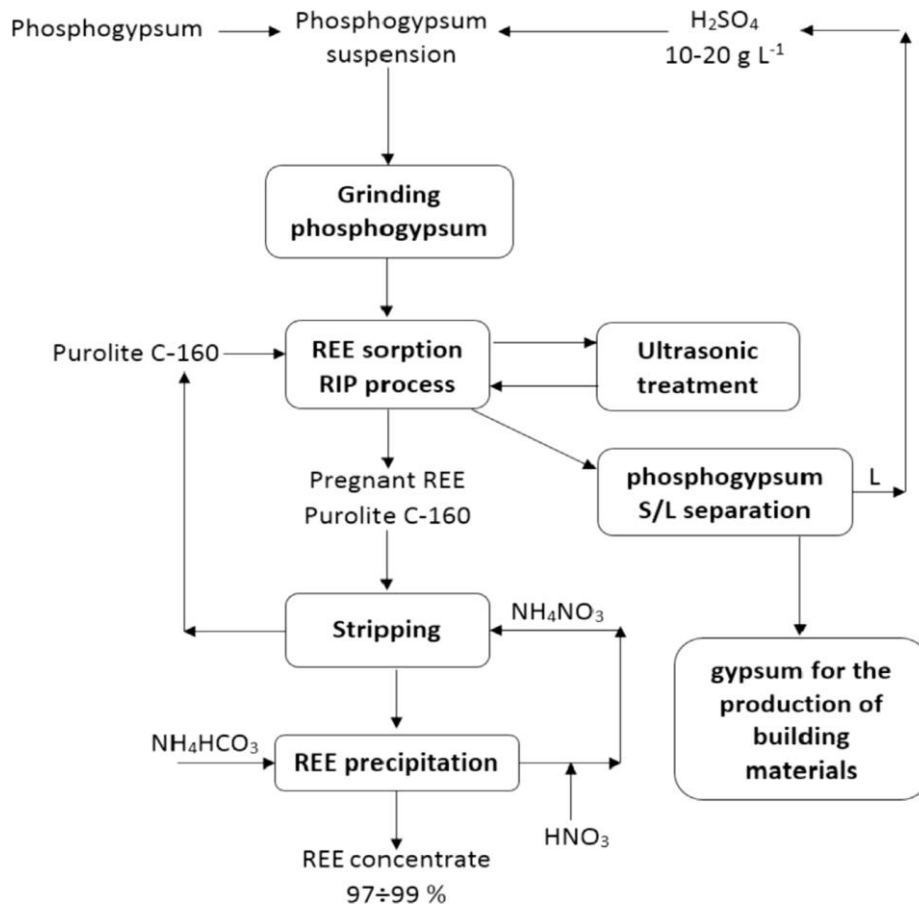 Phosphogypsum
Phosphogypsum
suspension
H₂SO₄
10-20 g L⁻¹
Grinding
phosphogypsum
Purolite C-160
REE sorption
RIP process
Ultrasonic
treatment
Pregnant REE
Purolite C-160
phosphogypsum
S/L separation
L
Stripping
NH₄NO₃
gypsum for the
production of
building
materials
NH₄HCO₃
REE precipitation
HNO₃
REE concentrate
97÷99 %